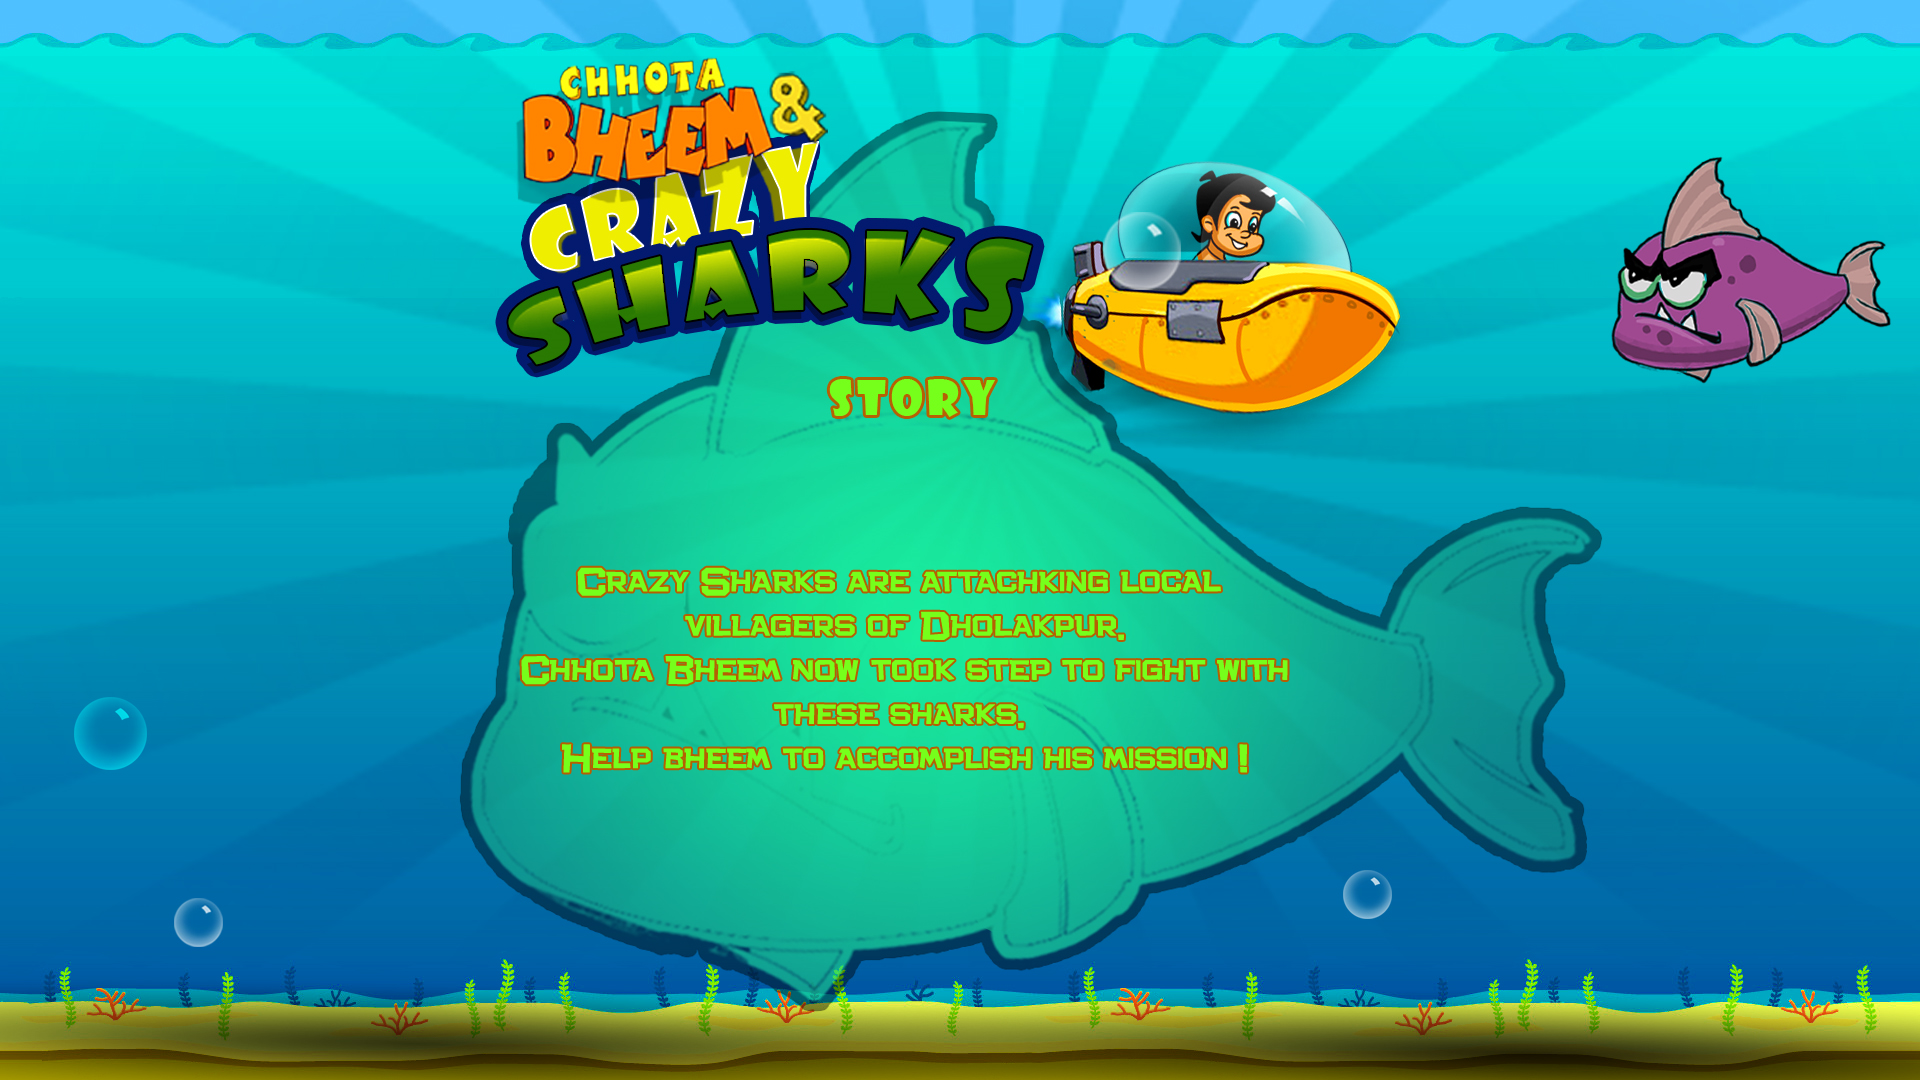 CHHOTA
BHEEM &
CRAZY
SHARKS
STORY
Crazy Sharks are attachking local
villagers of Dholakpur.
Chhota Bheem now took step to fight with
these sharks.
Help bheem to accomplish his mission !